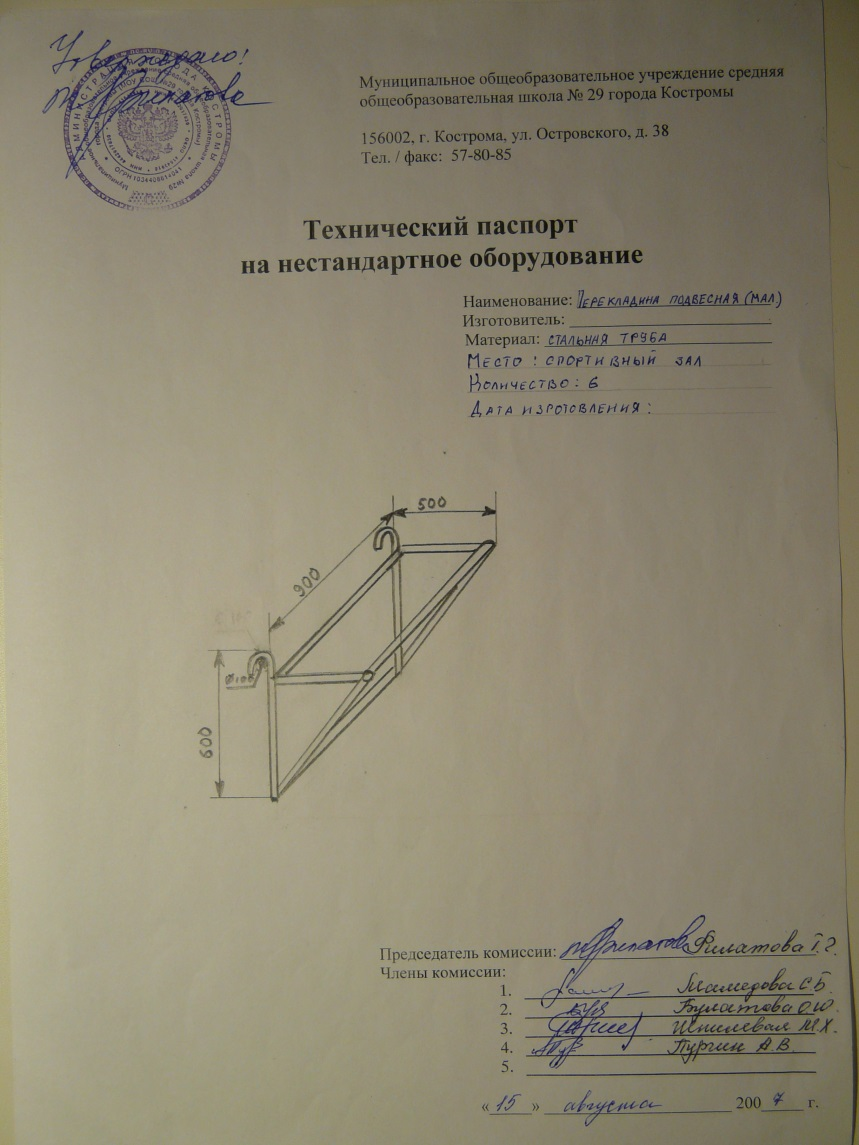 Утверждаю!
Муниципальное общеобразовательное учреждение средняя
общеобразовательная школа № 29 города Костромы
156002, г. Кострома, ул. Островского, д. 38
Тел. / факс: 57-80-85
Технический паспорт
на нестандартное оборудование
Наименование: Перекладина подвесная (мал.)
Изготовитель:
Материал: стальная труба
Место: спортивный зал
Количество: 6
Дата изготовления:
500
900
Ø100
600
Председатель комиссии: Филатова Т.Г.
Члены комиссии:
1. Мамедова С.Б.
2. Булатова О.Ю.
3. М.Х.
4. Пургин А.В.
5.
«15» августа 2007 г.